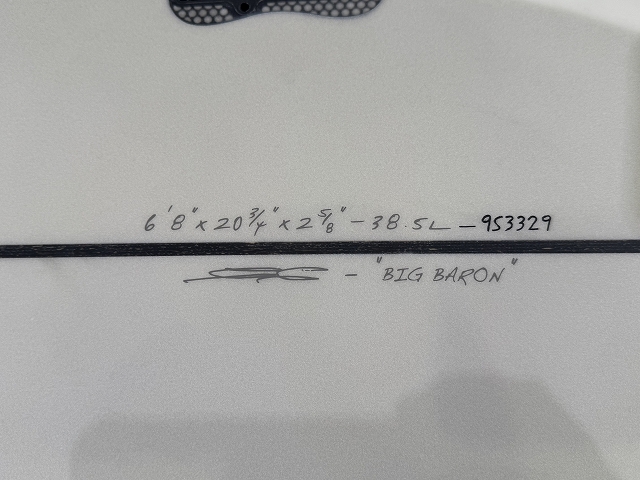 6'8" x 20 3/4" x 2 5/8" - 38.5L - 953329
- "BIG BARON"